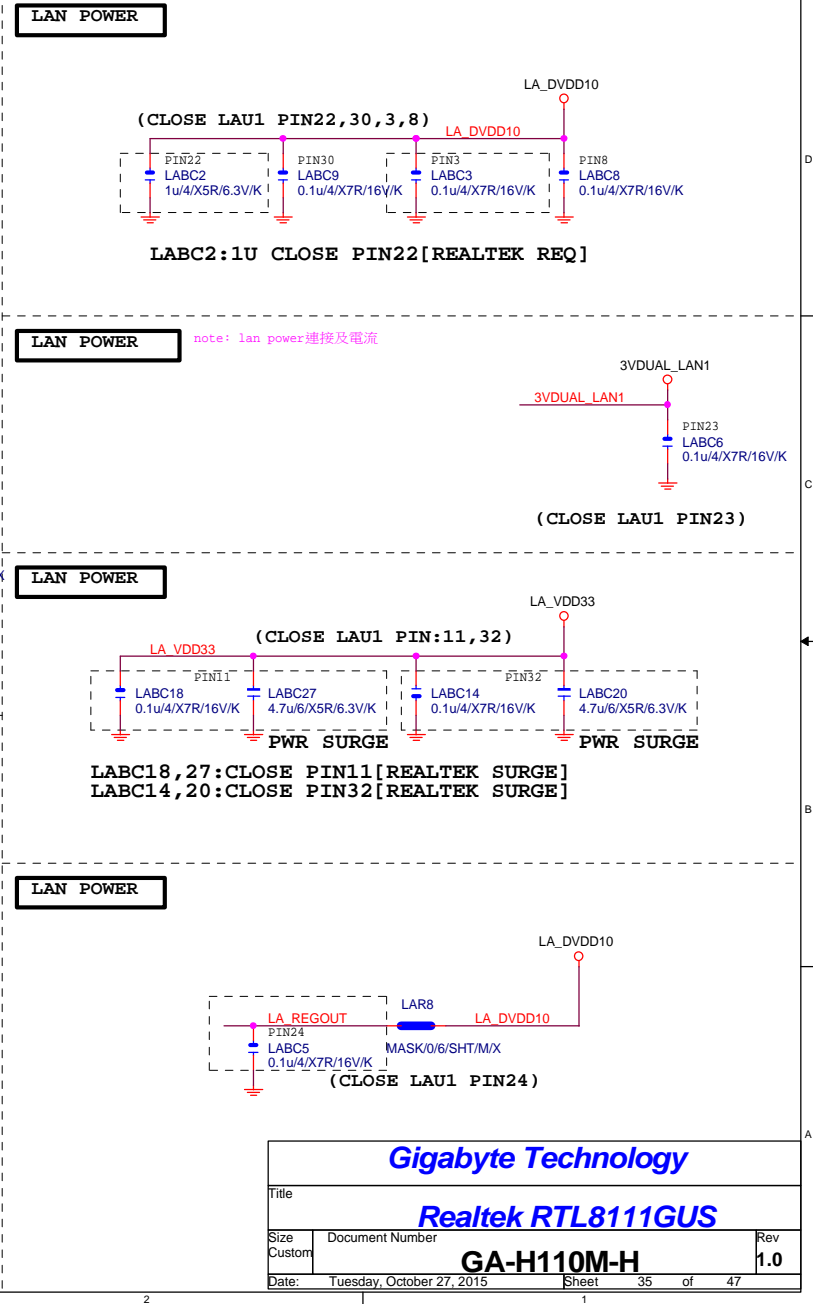 LAN POWER
LA_DVDD10
(CLOSE LAU1 PIN22,30,3,8)
LA_DVDD10
PIN22
LABC2
1u/4/X5R/6.3V/K
PIN30
LABC9
0.1u/4/X7R/16V/K
PIN3
LABC3
0.1u/4/X7R/16V/K
PIN8
LABC8
0.1u/4/X7R/16V/K
D
LABC2:1U CLOSE PIN22[REALTEK REQ]
LAN POWER
note: lan power連接及電流
3VDUAL_LAN1
3VDUAL_LAN1
PIN23
LABC6
0.1u/4/X7R/16V/K
C
(CLOSE LAU1 PIN23)
LAN POWER
LA_VDD33
(CLOSE LAU1 PIN:11,32)
LA_VDD33
PIN11
LABC18
0.1u/4/X7R/16V/K
LABC27
4.7u/6/X5R/6.3V/K
PIN32
LABC14
0.1u/4/X7R/16V/K
LABC20
4.7u/6/X5R/6.3V/K
PWR SURGE
PWR SURGE
LABC18,27:CLOSE PIN11[REALTEK SURGE]
LABC14,20:CLOSE PIN32[REALTEK SURGE]
B
LAN POWER
LA_DVDD10
LAR8
LA_REGOUT
LA_DVDD10
PIN24
LABC5
0.1u/4/X7R/16V/K
MASK/0/6/SHT/M/X
(CLOSE LAU1 PIN24)
A
Gigabyte Technology
Title
Realtek RTL8111GUS
Size
Custom
Document Number
GA-H110M-H
Rev
1.0
Date: Tuesday, October 27, 2015 Sheet 35 of 47
2 1